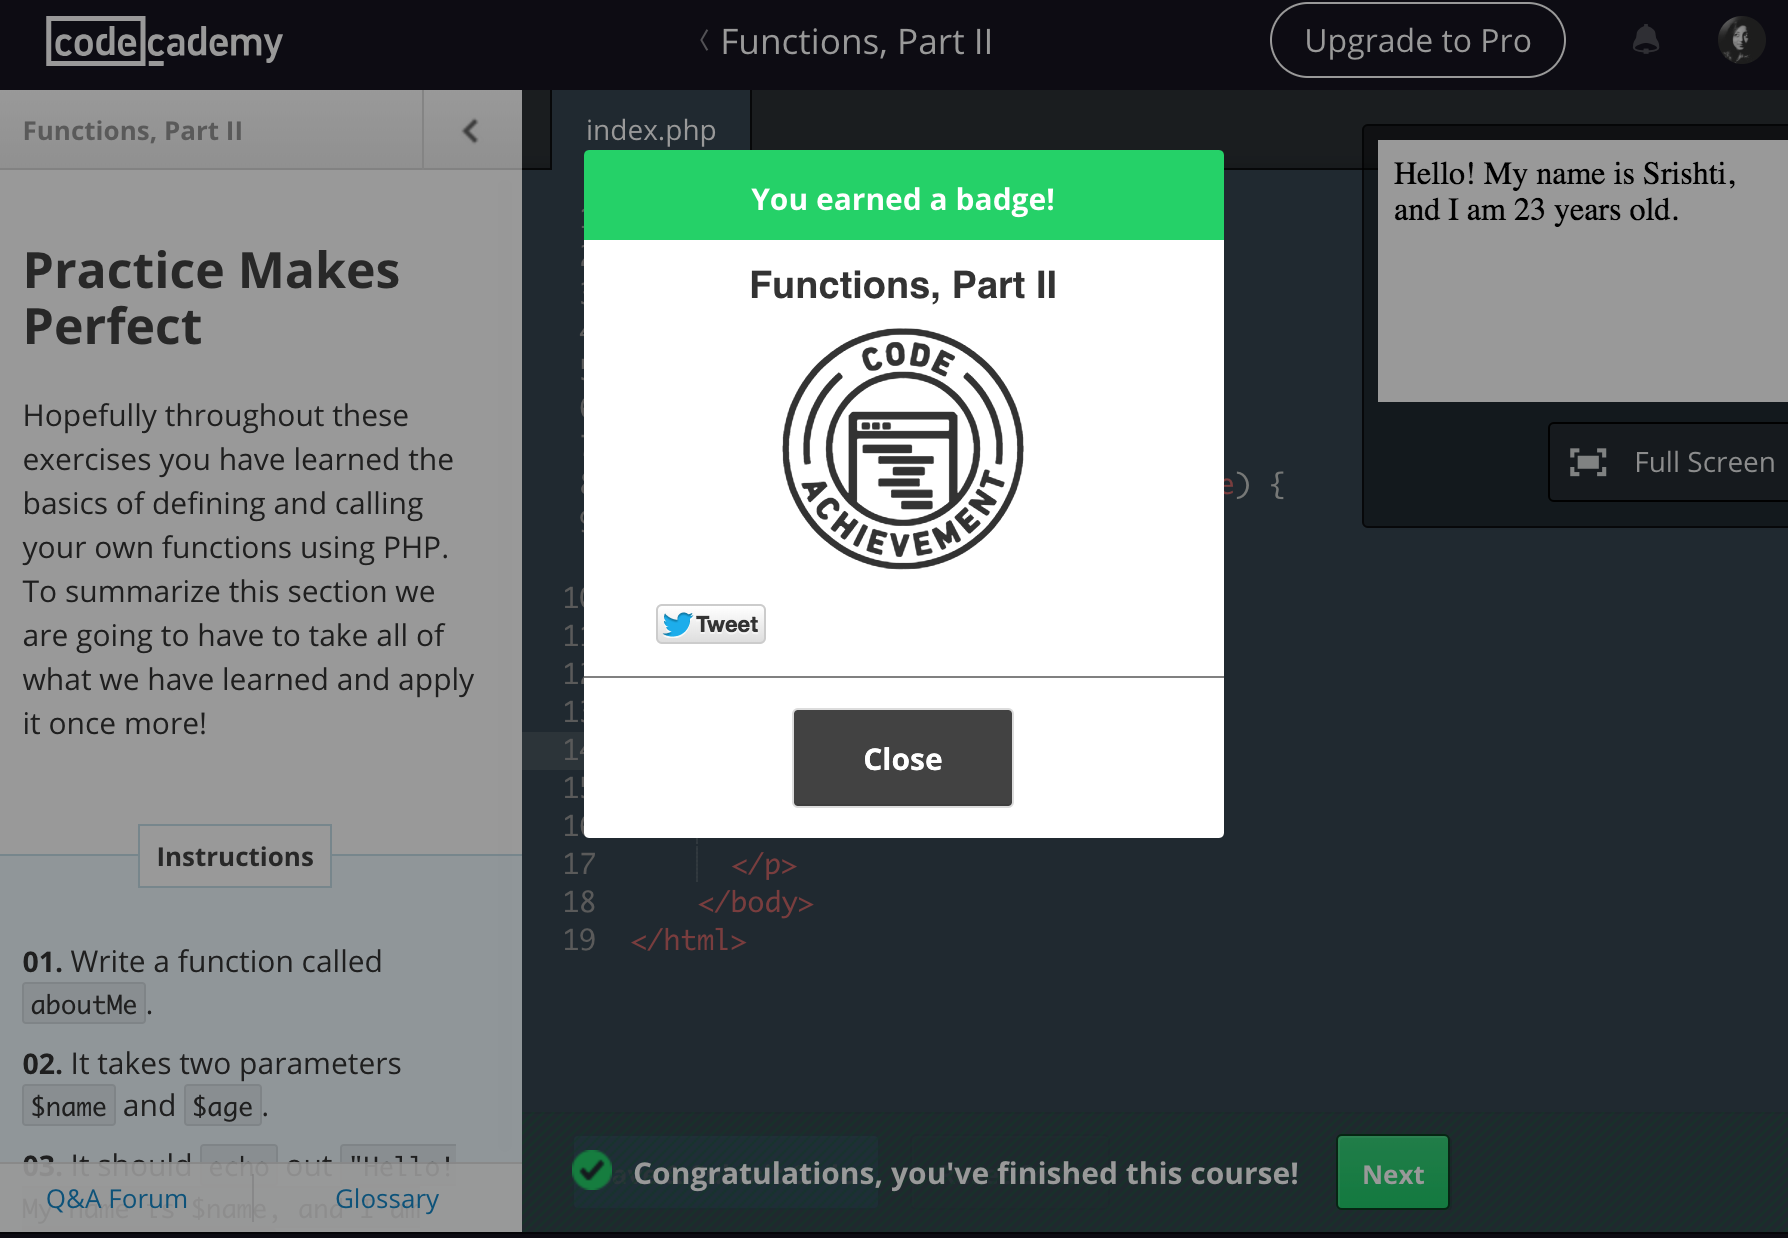 codecademy
Functions, Part II
Upgrade to Pro
Functions, Part II
Practice Makes
Perfect
Hopefully throughout these
exercises you have learned the
basics of defining and calling
your own functions using PHP.
To summarize this section we
are going to have to take all of
what we have learned and apply
it once more!
Instructions
01. Write a function called
aboutMe.
02. It takes two parameters
$name and $age.
03. It should echo out "Hello!
My name is $name, and I am
Q&A Forum
Glossary
index.php
e) {
17 </p>
18 </body>
19 </html>
You earned a badge!
Functions, Part II
CODE
ACHIEVEMENT
Tweet
Close
Hello! My name is Srishti,
and I am 23 years old.
Full Screen
Congratulations, you've finished this course!
Next